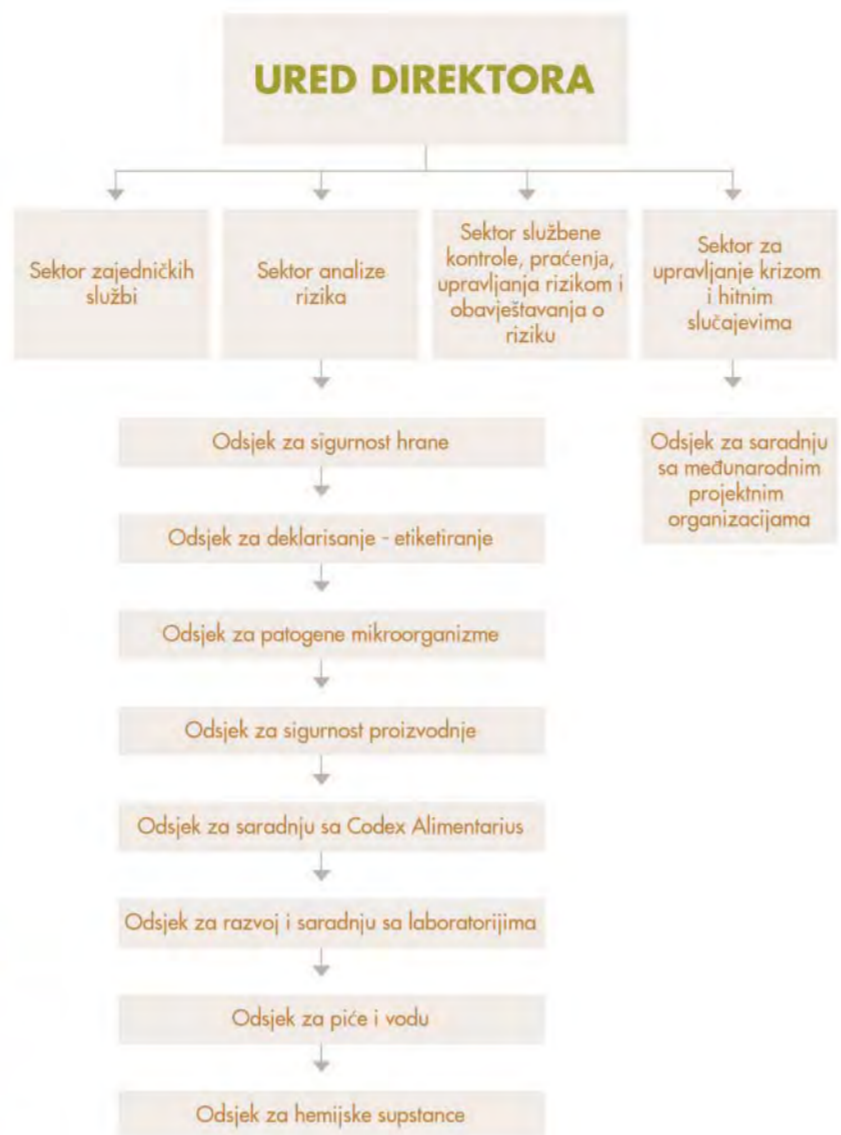 URED DIREKTORA
Sektor zajedničkih
službi
Sektor analize
rizika
Sektor službene
kontrole, praćenja,
upravljanja rizikom i
obavještavanja o
riziku
Sektor za
upravljanje krizom
i hitnim
slučajevima
Odsjek za sigurnost hrane
Odsjek za deklarisanje - etiketiranje
Odsjek za patogene mikroorganizme
Odsjek za sigurnost proizvodnje
Odsjek za saradnju sa Codex Alimentarius
Odsjek za razvoj i saradnju sa laboratorijima
Odsjek za piće i vodu
Odsjek za hemijske supstance
Odsjek za saradnju
sa međunarodnim
projektnim
organizacijama